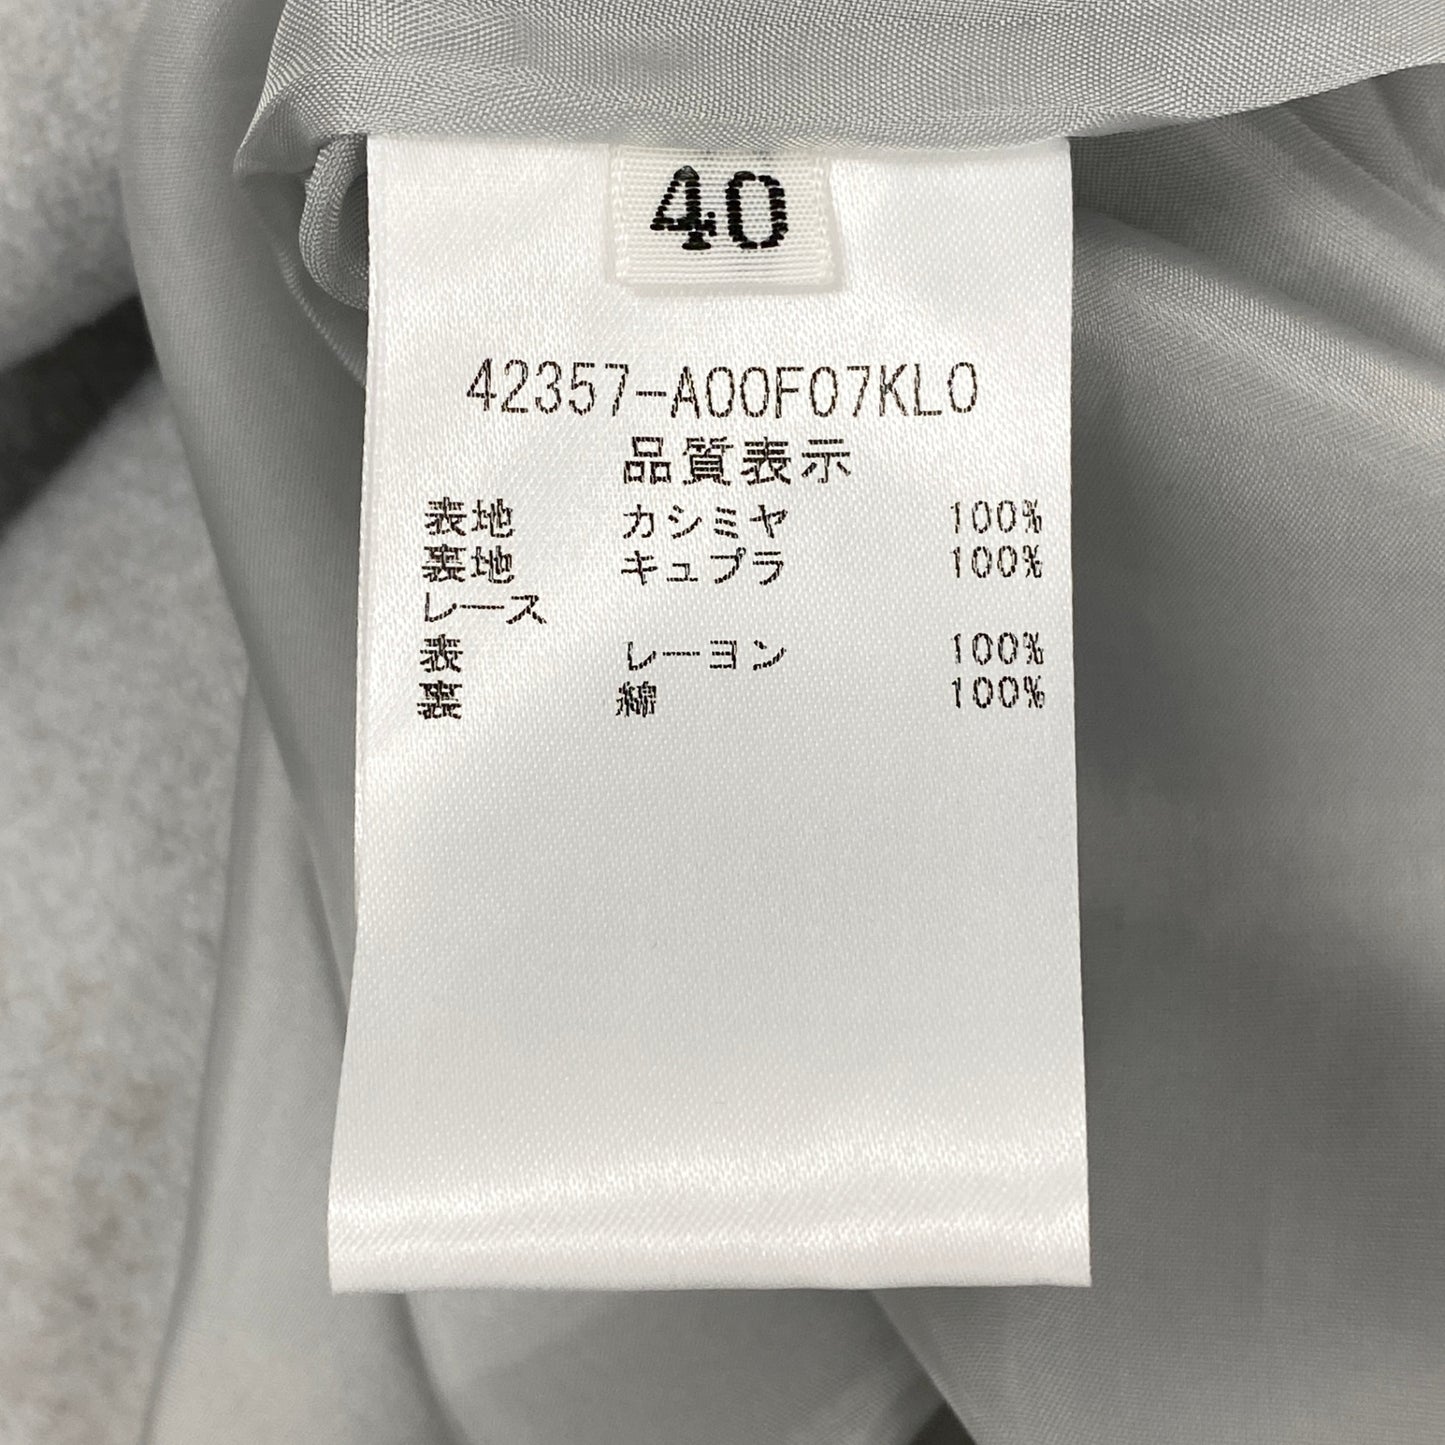 40
42357-A00F07KL0
品質表示
表地 カシミヤ 100%
裏地 キュプラ 100%
レース
表 レーヨン 100%
裏 綿 100%